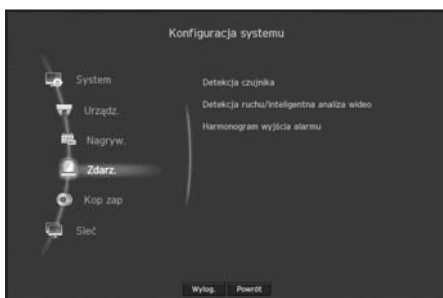 Konfiguracja systemu
System
Urządz.
Nagryw.
Zdarz.
Kop zap
Sieć
Detekcja czujnika
Detekcja ruchu/Inteligentna analiza wideo
Harmonogram wyjścia alarmu
Wylog. Powrót